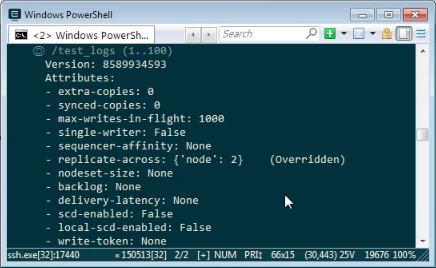 Windows PowerShell
<2> Windows PowerSh...
Search
/test_logs (1..100)
Version: 8589934593
Attributes:
- extra-copies: 0
- synced-copies: 0
- max-writes-in-flight: 1000
- single-writer: False
- sequencer-affinity: None
- replicate-across: {'node': 2} (Overridden)
- nodeset-size: None
- backlog: None
- delivery-latency: None
- scd-enabled: False
- local-scd-enabled: False
- write-token: None
ssh.exe[32]:17440 «150513[32] 2/2 [+] NUM PRI↕ 66x15 (30,443) 25V 19676 100%